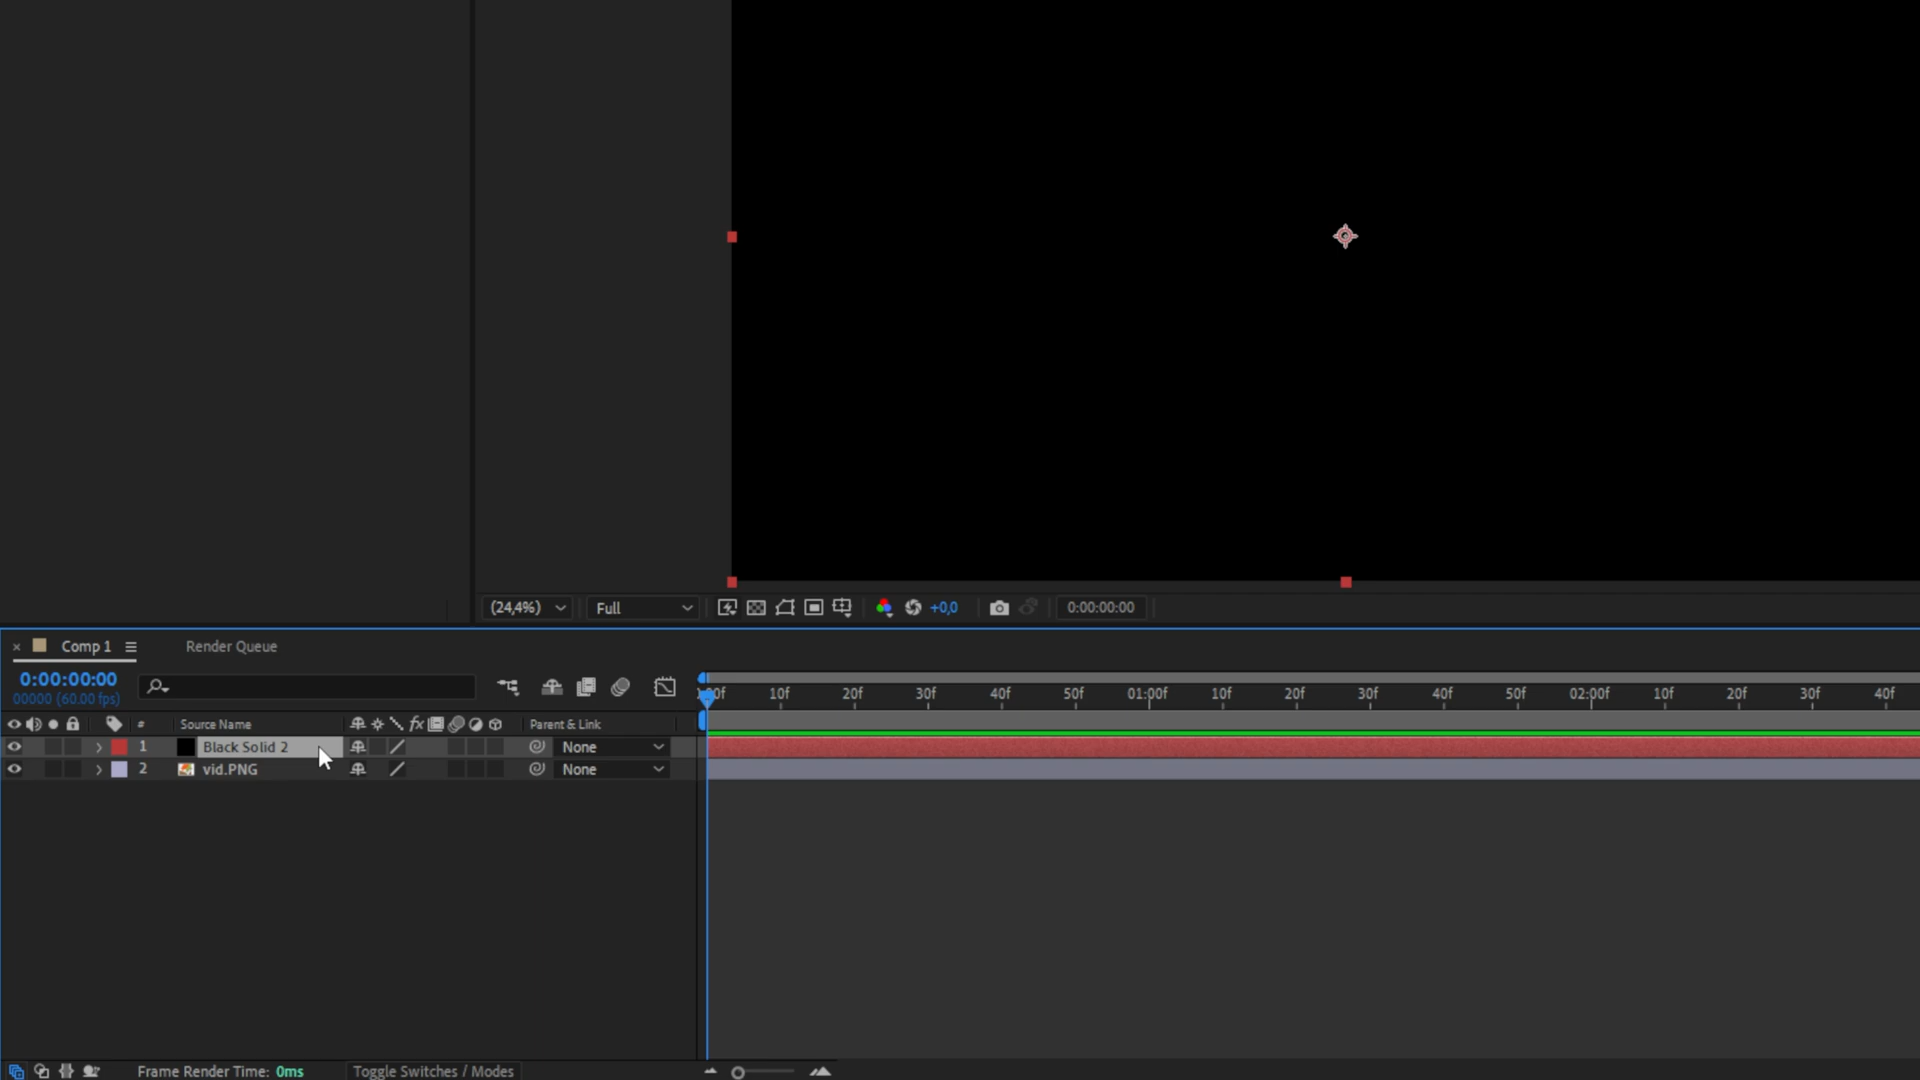 (24,4%) Full +0,0 0:00:00:00
Comp 1 Render Queue
0:00:00:00
00000 (60.00 fps)
10f 20f 30f 40f 50f 01:00f 10f 20f 30f 40f 50f 02:00f 10f 20f 30f 40f
# Source Name fx Parent & Link
1 Black Solid 2 None
2 vid.PNG None
Frame Render Time: 0ms Toggle Switches / Modes